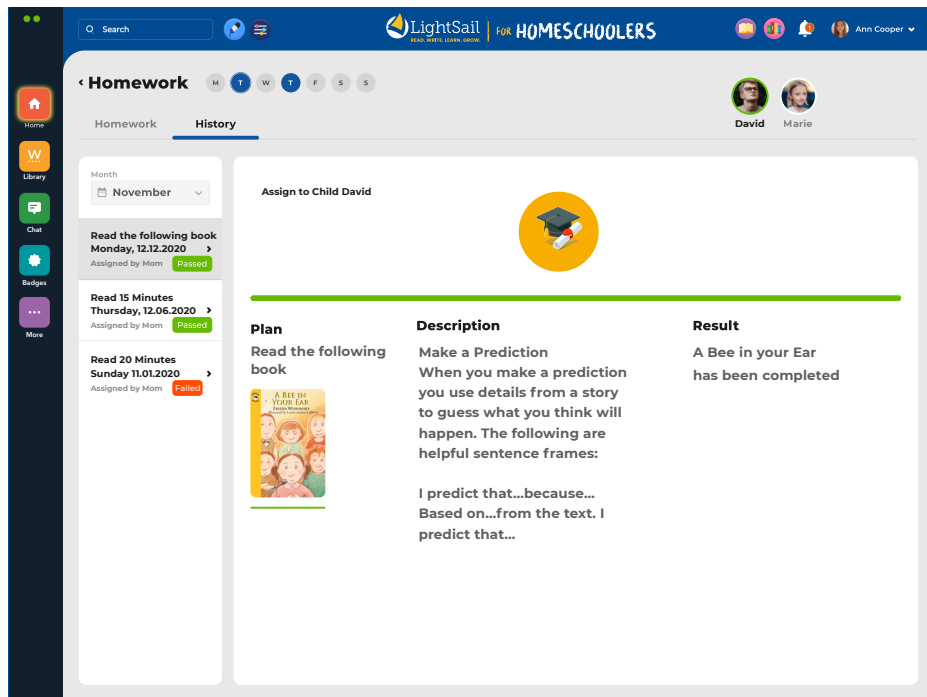 Search
LightSail
READ. WRITE. LEARN. GROW.
FOR HOMESCHOOLERS
Ann Cooper
Homework
M T W T F S S
David
Marie
Homework
History
Home
W
Library
Chat
Badges
More
Month
November
Read the following book
Monday, 12.12.2020
Assigned by Mom
Passed
Read 15 Minutes
Thursday, 12.06.2020
Assigned by Mom
Passed
Read 20 Minutes
Sunday 11.01.2020
Assigned by Mom
Failed
Assign to Child David
Plan
Read the following
book
A BEE IN
YOUR EAR
Description
Make a Prediction
When you make a prediction
you use details from a story
to guess what you think will
happen. The following are
helpful sentence frames:
I predict that...because...
Based on...from the text. I
predict that...
Result
A Bee in your Ear
has been completed